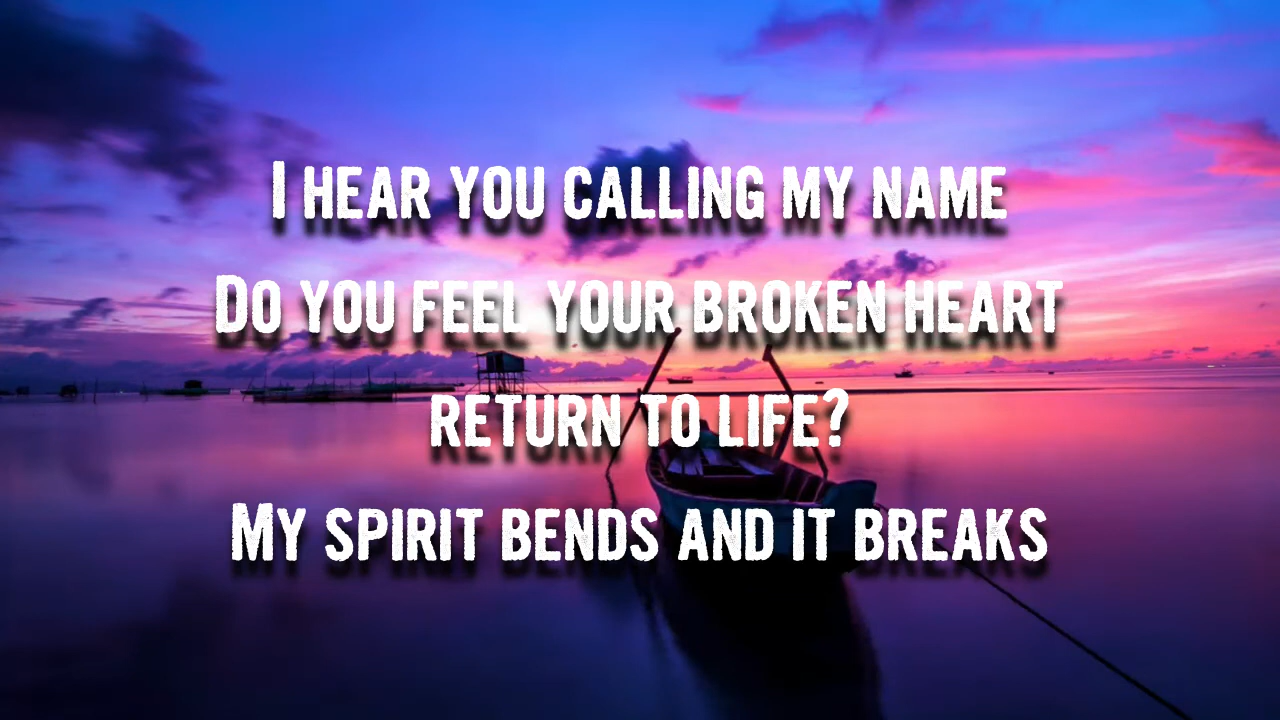 I hear you calling my name
Do you feel your broken heart
return to life?
My spirit bends and it breaks